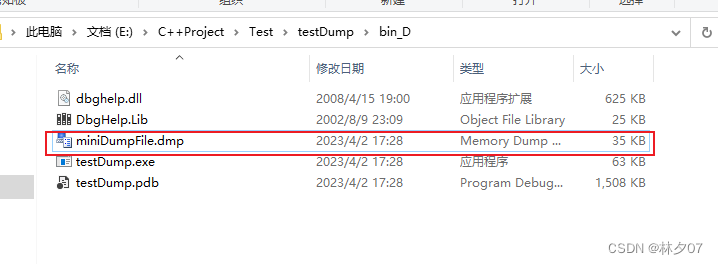 组织
此电脑 > 文档 (E:) > C++Project > Test > testDump > bin_D
名称 修改日期 类型 大小
dbghelp.dll 2008/4/15 19:00 应用程序扩展 625 KB
DbgHelp.Lib 2002/8/9 23:09 Object File Library 25 KB
miniDumpFile.dmp 2023/4/2 17:28 Memory Dump ... 35 KB
testDump.exe 2023/4/2 17:28 应用程序 63 KB
testDump.pdb 2023/4/2 17:28 Program Debug... 1,508 KB
CSDN @林夕07